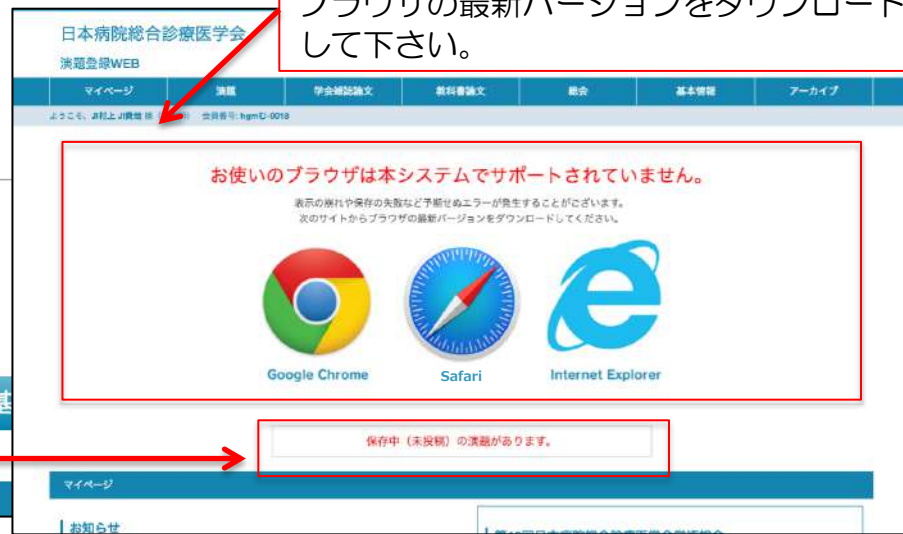 ブラウザの最新バージョンをダウンロード
して下さい。
日本病院総合診療医学会
演題登録WEB
マイページ 演題 学会雑誌論文 教科書論文 総会 基本情報 アーカイブ
ようこそ、 会員番号:
お使いのブラウザは本システムでサポートされていません。
表示の崩れや保存の失敗など予期せぬエラーが発生することがございます。
次のサイトからブラウザの最新バージョンをダウンロードしてください。
Google Chrome Safari Internet Explorer
保存中（未投稿）の演題があります。
マイページ
お知らせ